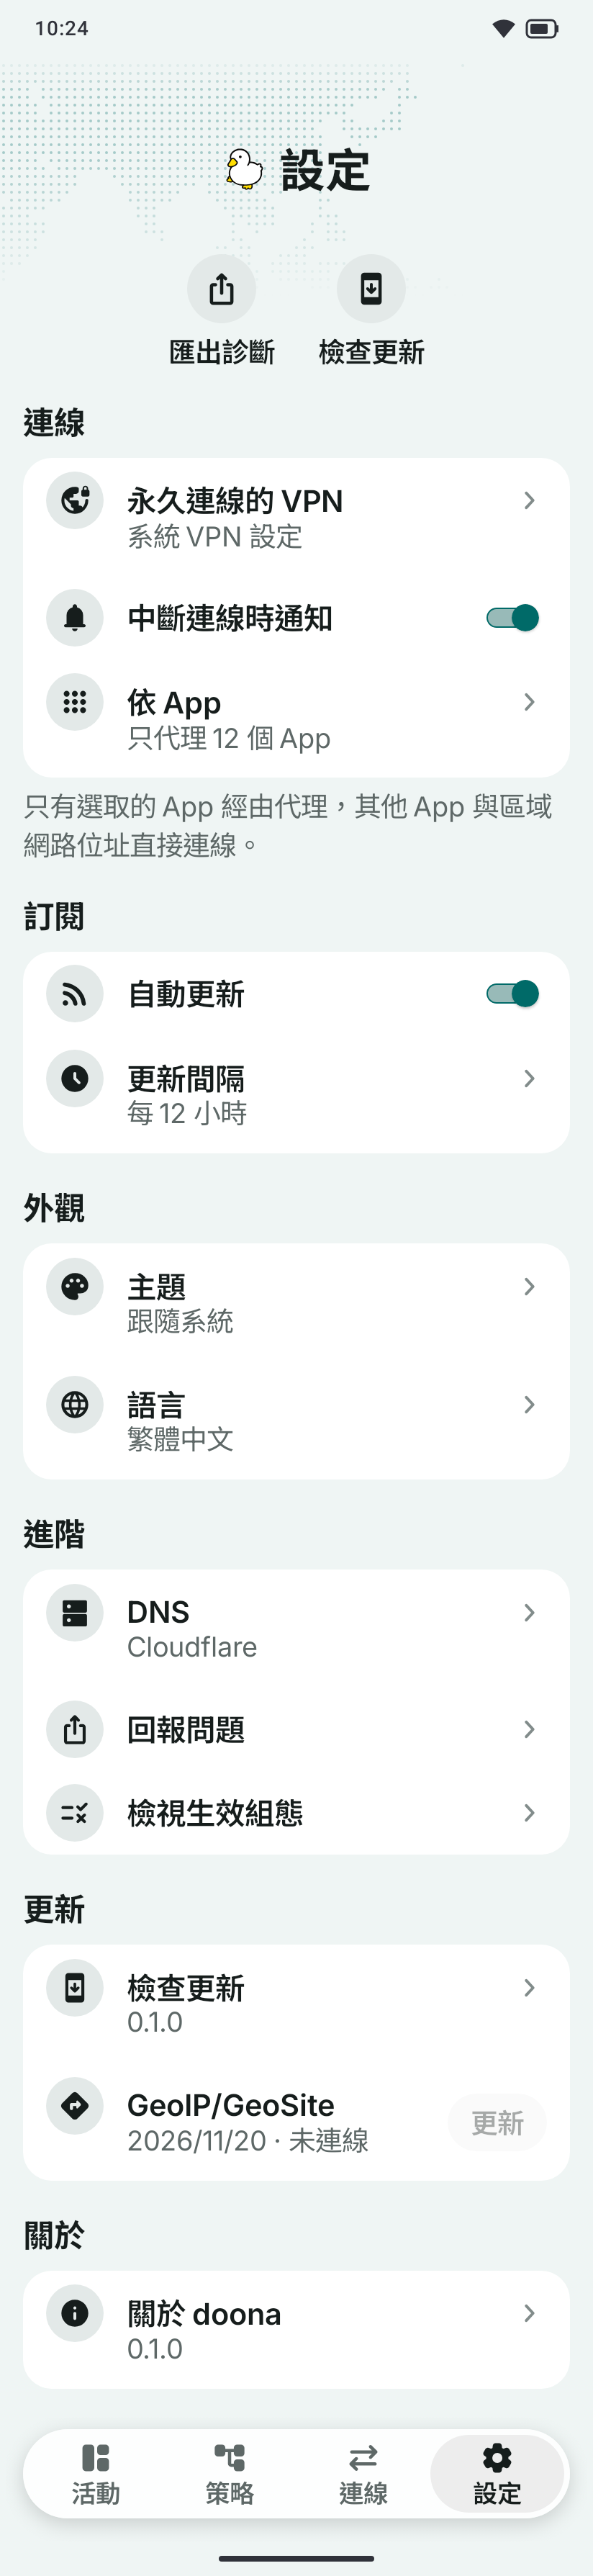 10:24
設定
匯出診斷
檢查更新
連線
永久連線的 VPN
系統 VPN 設定
中斷連線時通知
依 App
只代理 12 個 App
只有選取的 App 經由代理，其他 App 與區域
網路位址直接連線。
訂閱
自動更新
更新間隔
每 12 小時
外觀
主題
跟隨系統
語言
繁體中文
進階
DNS
Cloudflare
回報問題
檢視生效組態
更新
檢查更新
0.1.0
GeoIP/GeoSite
2026/11/20 · 未連線
更新
關於
關於 doona
0.1.0
活動
策略
連線
設定